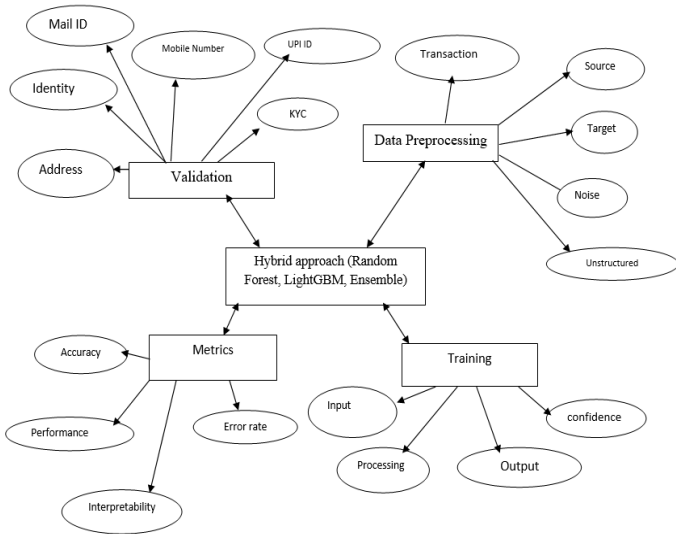 Mail ID
Mobile Number
UPI ID
Transaction
Source
Identity
KYC
Data Preprocessing
Target
Address
Validation
Noise
Unstructured
Hybrid approach (Random
Forest, LightGBM, Ensemble)
Accuracy
Metrics
Training
Input
confidence
Performance
Error rate
Processing
Output
Interpretability